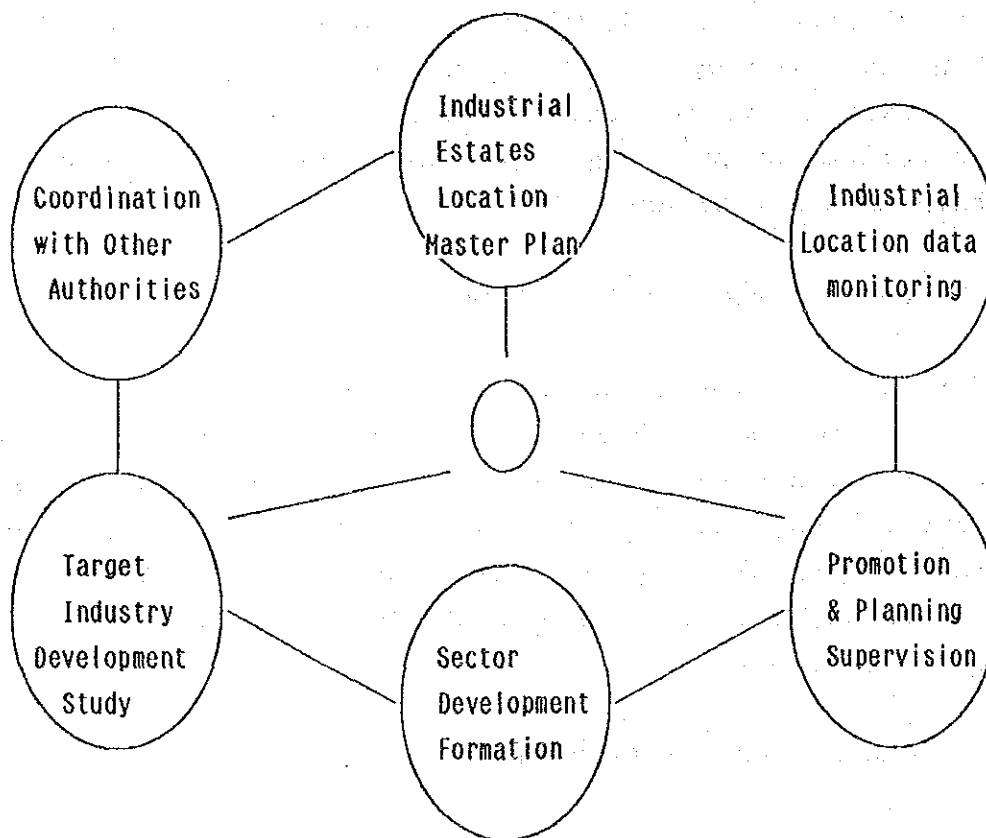 Industrial
Estates
Location
Master Plan
Coordination
with Other
Authorities
Industrial
Location data
monitoring
Target
Industry
Development
Study
Sector
Development
Formation
Promotion
& Planning
Supervision